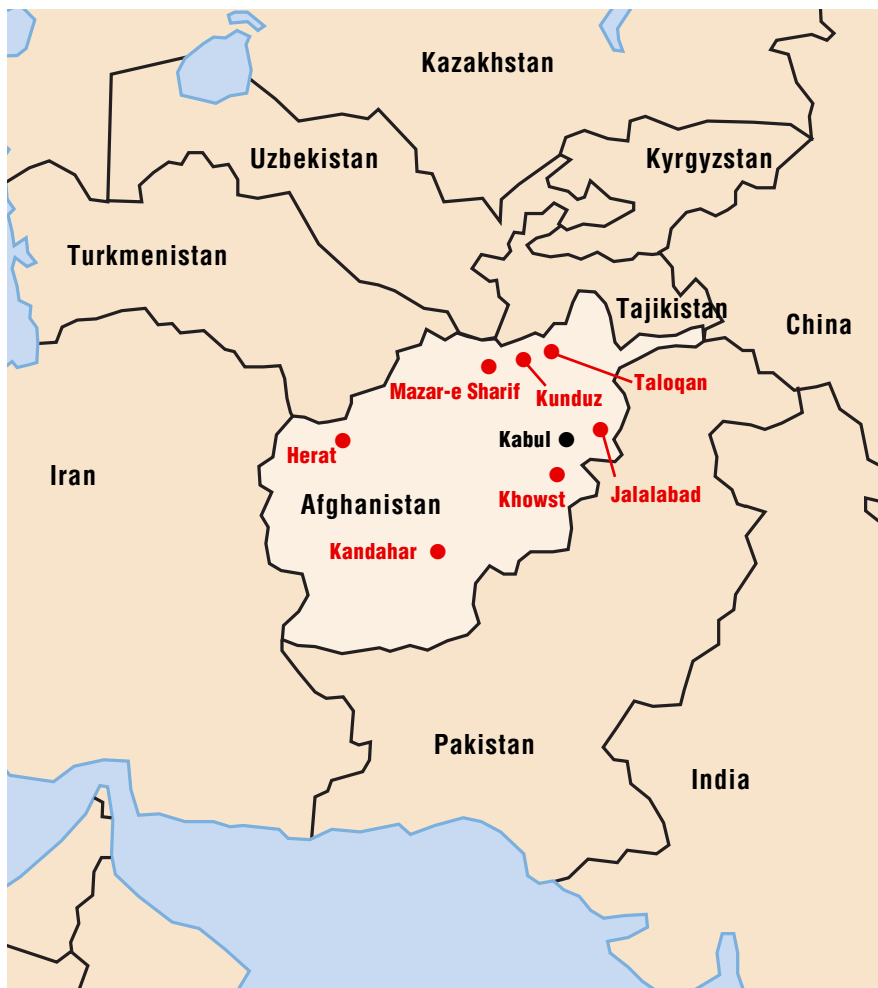 Kazakhstan
Uzbekistan
Kyrgyzstan
Turkmenistan
Tajikistan
China
Taloqan
Mazar-e Sharif
Kunduz
Kabul
Herat
Iran
Khowst
Jalalabad
Afghanistan
Kandahar
Pakistan
India